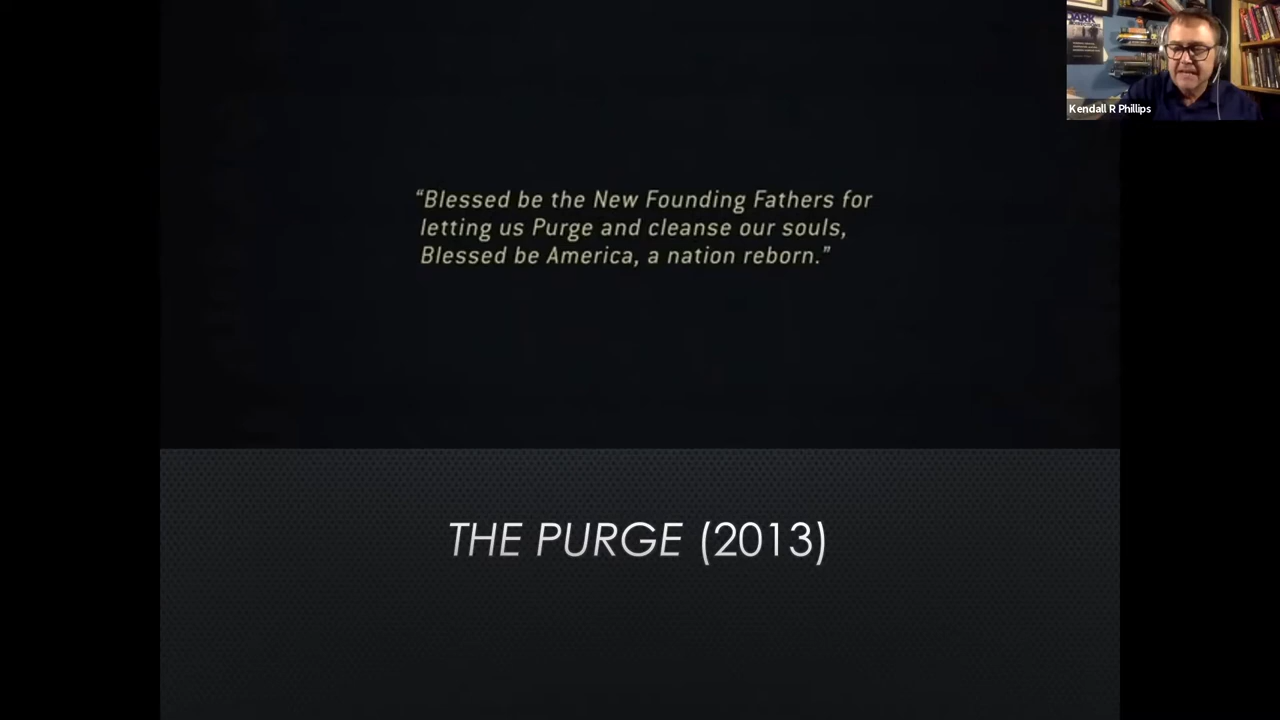 “Blessed be the New Founding Fathers for
letting us Purge and cleanse our souls,
Blessed be America, a nation reborn.”
THE PURGE (2013)
DARK
Kendall R Phillips